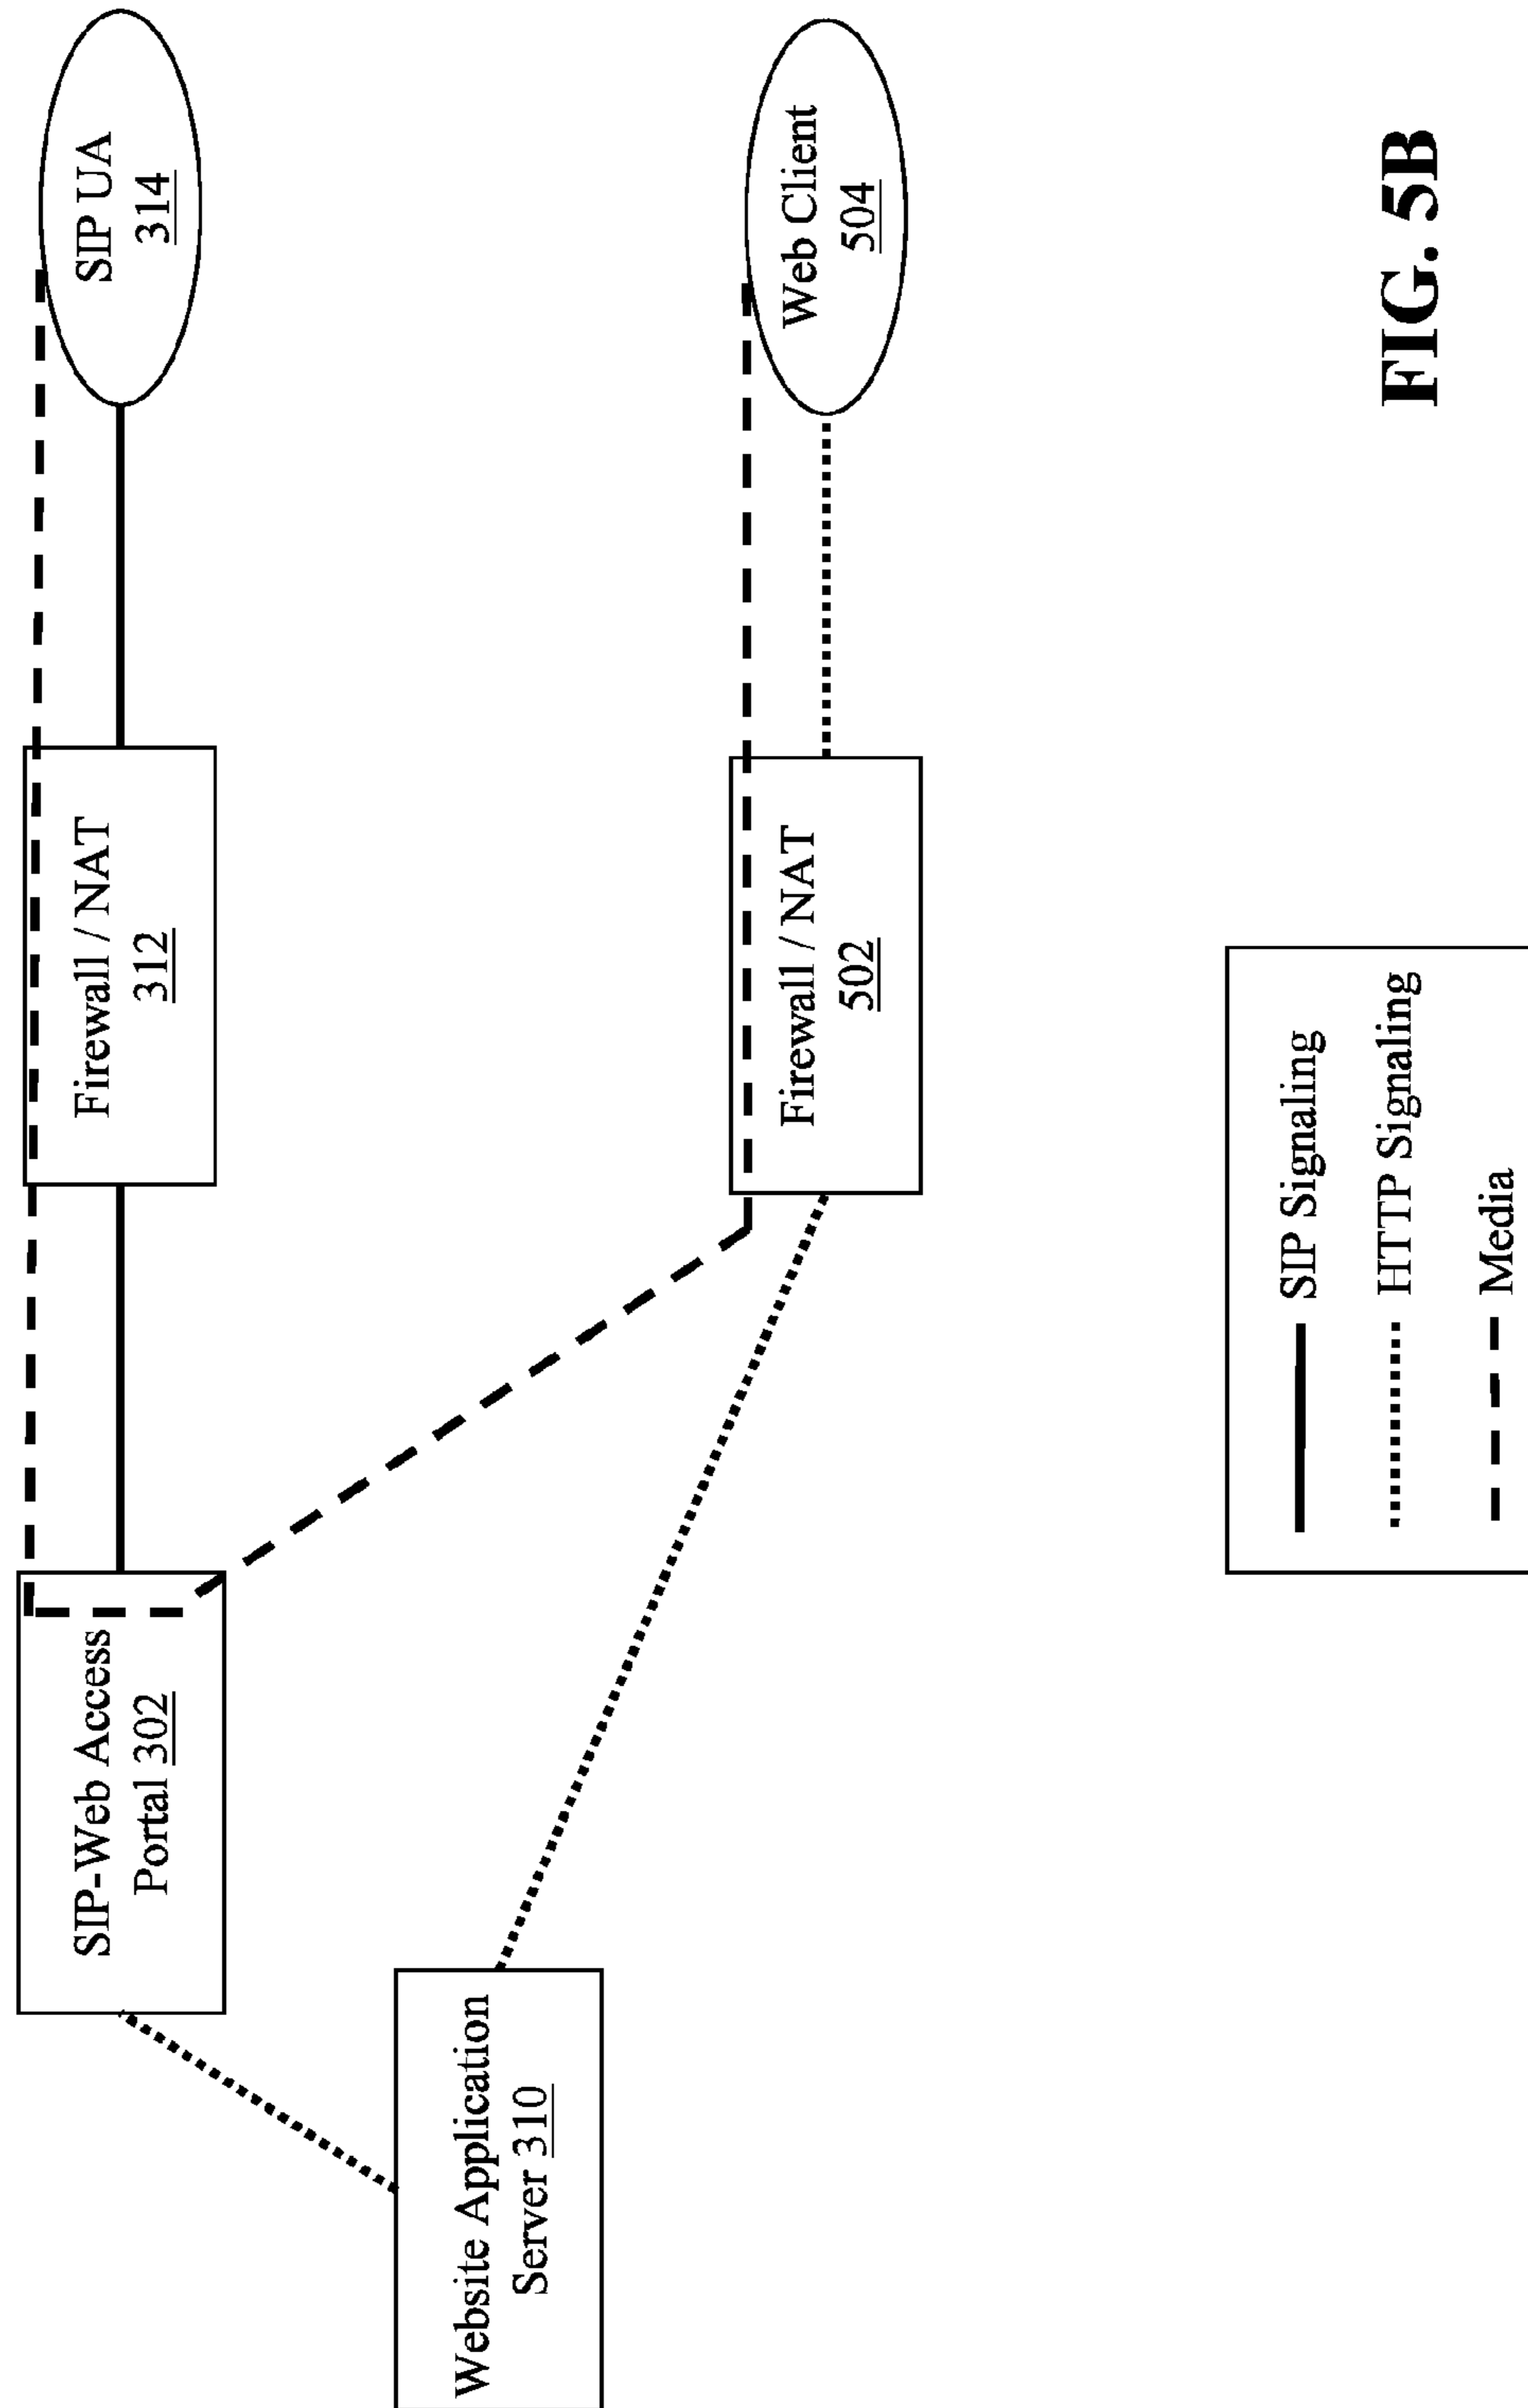 SIP-Web Access
Portal 302
Firewall / NAT
312
SIP UA
314
Website Application
Server 310
Firewall / NAT
502
Web Client
504
SIP Signaling
HTTP Signaling
Media
FIG. 5B